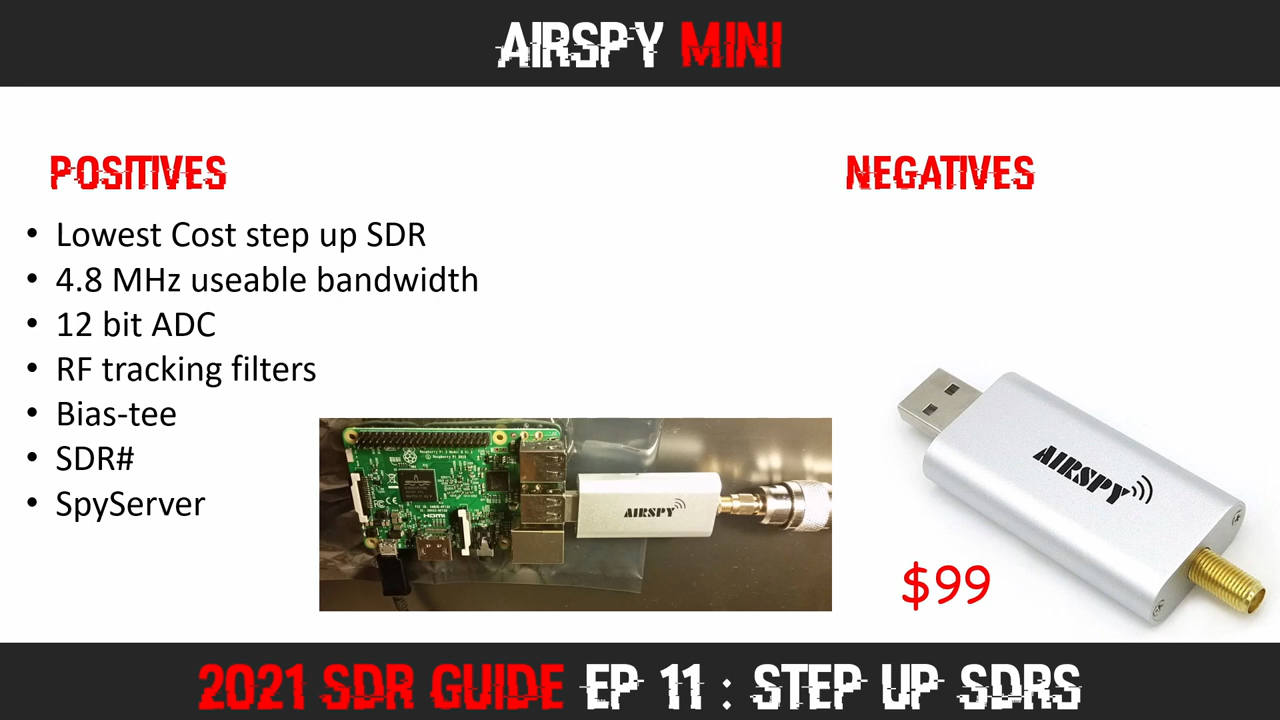 AIRSPY MINI
POSITIVES
NEGATIVES
• Lowest Cost step up SDR
• 4.8 MHz useable bandwidth
• 12 bit ADC
• RF tracking filters
• Bias-tee
• SDR#
• SpyServer
HDMI
AIRSPY
AIRSPY
$99
2021 SDR GUIDE EP 11 : STEP UP SDRS